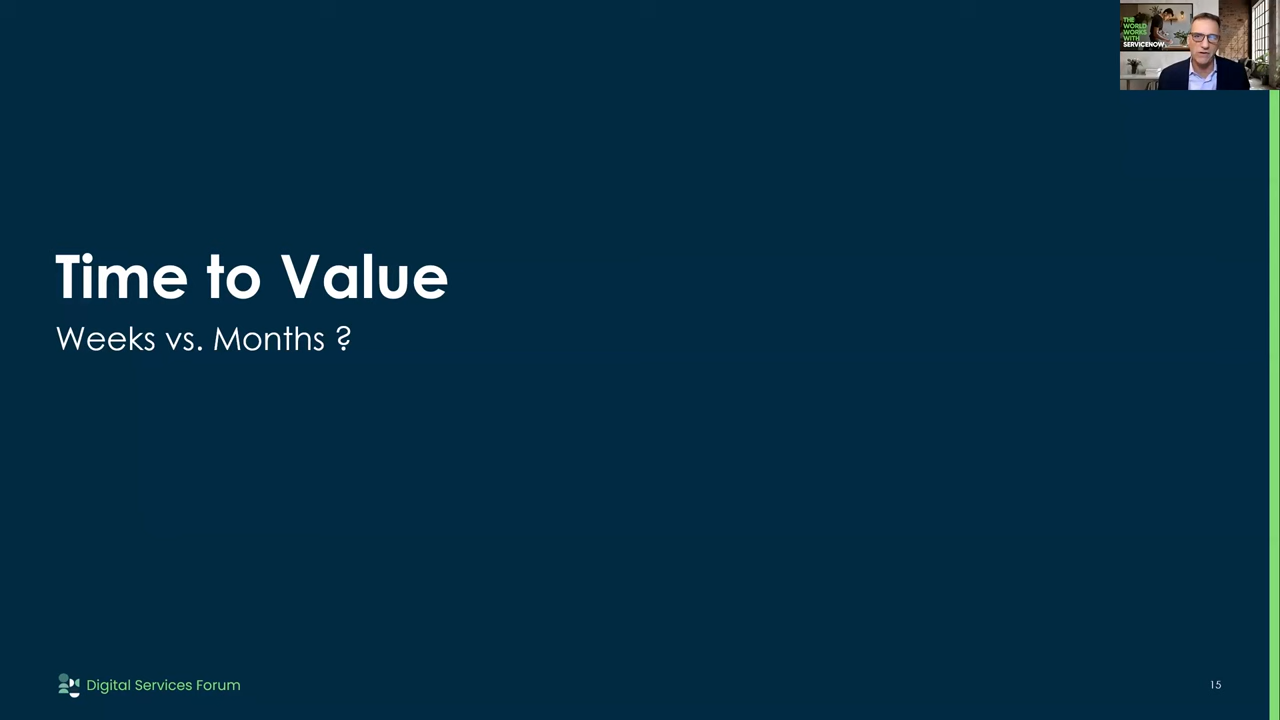 THE
WORLD
WORKS
WITH
SERVICENOW
Time to Value
Weeks vs. Months ?
Digital Services Forum
15